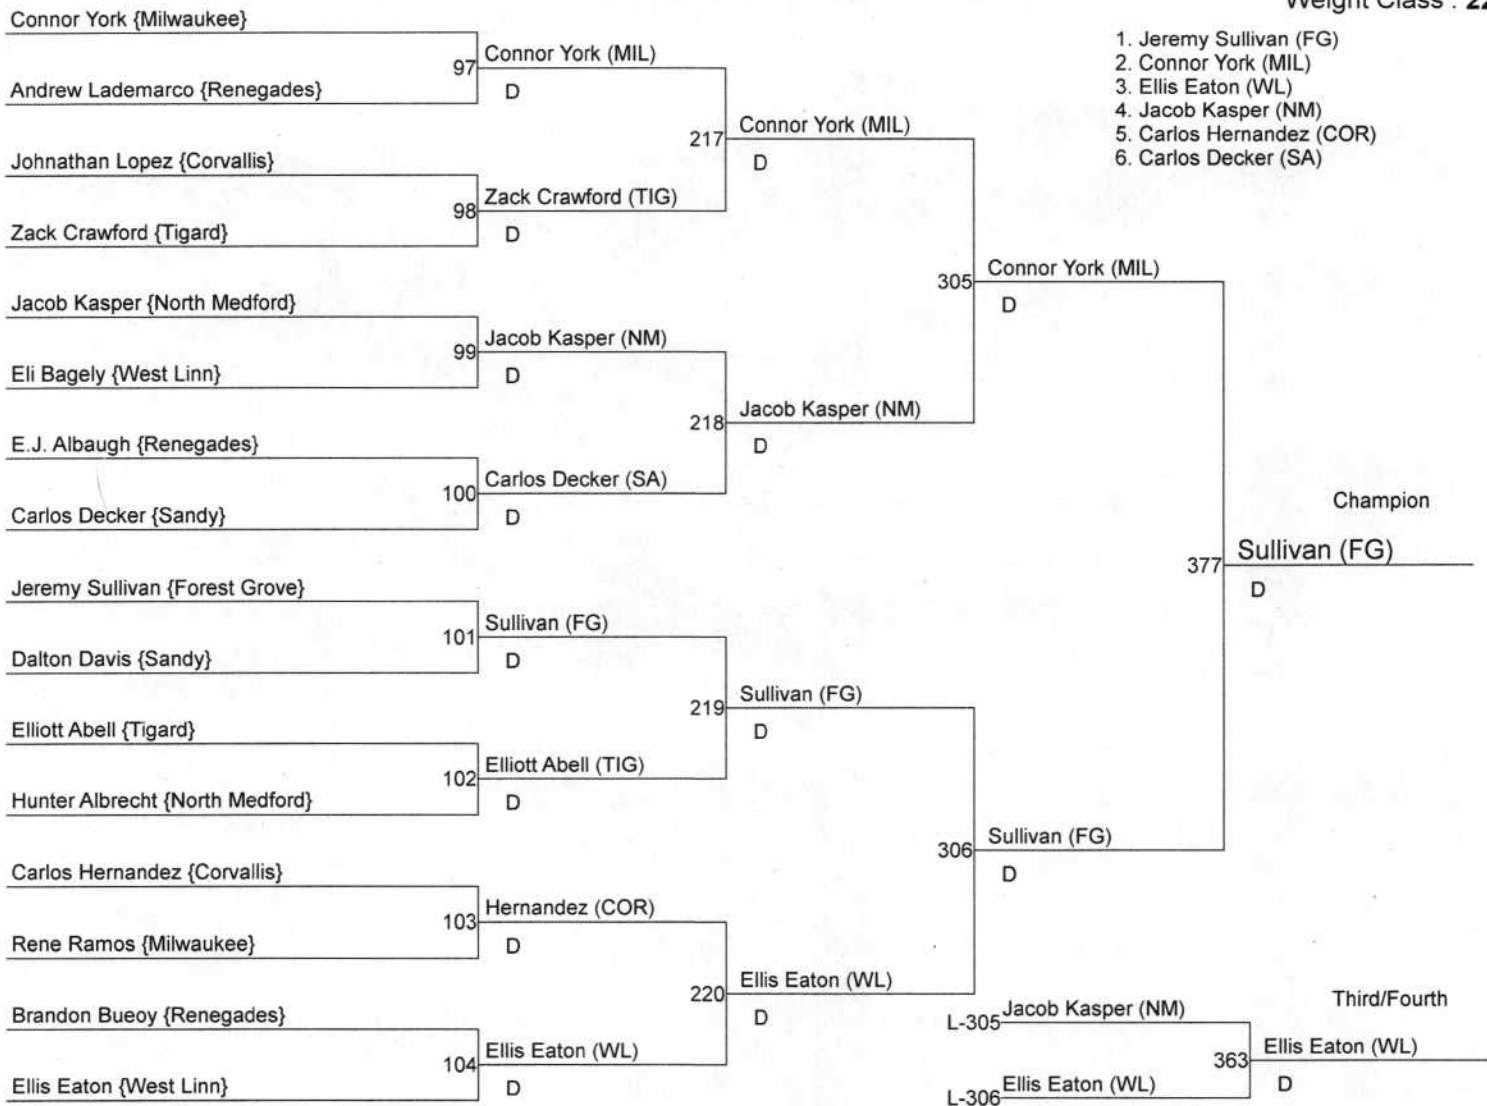 Weight Class : 22
1. Jeremy Sullivan (FG)
2. Connor York (MIL)
3. Ellis Eaton (WL)
4. Jacob Kasper (NM)
5. Carlos Hernandez (COR)
6. Carlos Decker (SA)
Connor York {Milwaukee}
Andrew Lademarco {Renegades}
Johnathan Lopez {Corvallis}
Zack Crawford {Tigard}
Jacob Kasper {North Medford}
Eli Bagely {West Linn}
E.J. Albaugh {Renegades}
Carlos Decker {Sandy}
Jeremy Sullivan {Forest Grove}
Dalton Davis {Sandy}
Elliott Abell {Tigard}
Hunter Albrecht {North Medford}
Carlos Hernandez {Corvallis}
Rene Ramos {Milwaukee}
Brandon Bueoy {Renegades}
Ellis Eaton {West Linn}
97 Connor York (MIL)
D
98 Zack Crawford (TIG)
D
99 Jacob Kasper (NM)
D
100 Carlos Decker (SA)
D
101 Sullivan (FG)
D
102 Elliott Abell (TIG)
D
103 Hernandez (COR)
D
104 Ellis Eaton (WL)
D
217 Connor York (MIL)
D
218 Jacob Kasper (NM)
D
219 Sullivan (FG)
D
220 Ellis Eaton (WL)
D
305 Connor York (MIL)
D
306 Sullivan (FG)
D
Champion
377 Sullivan (FG)
D
Third/Fourth
L-305 Jacob Kasper (NM)
L-306 Ellis Eaton (WL)
363 Ellis Eaton (WL)
D